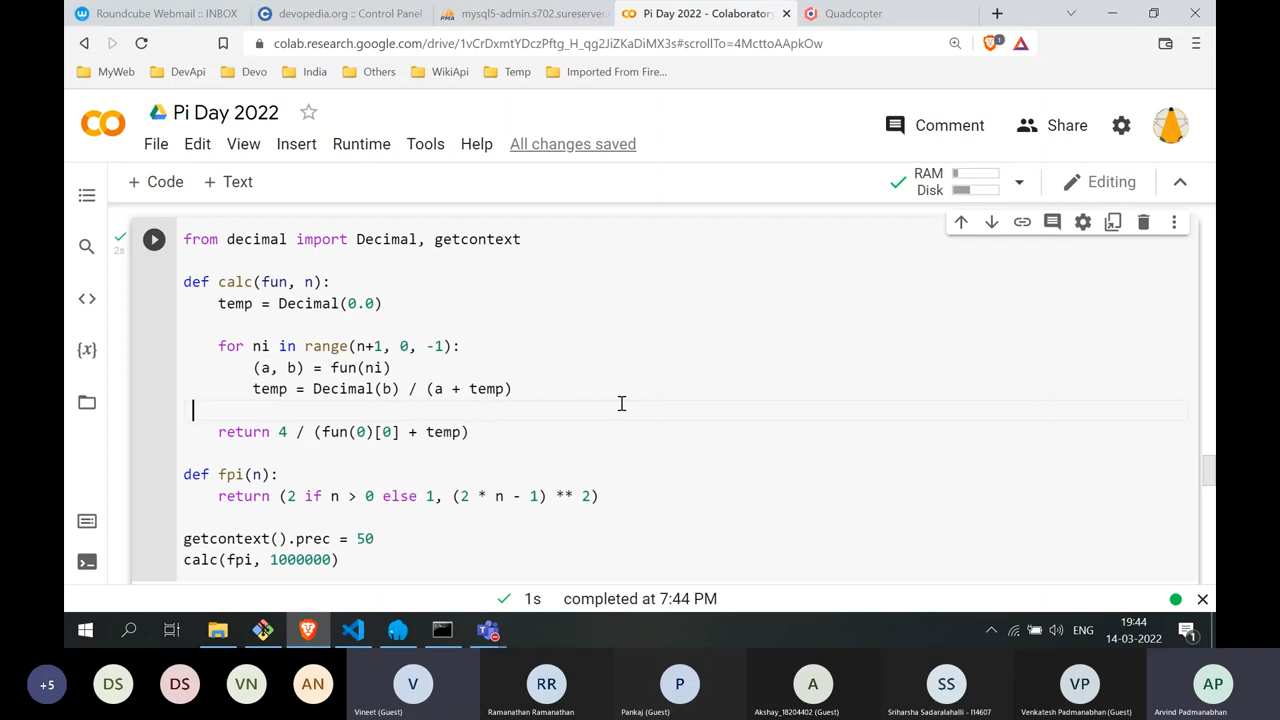 Roundcube Webmail :: INBOX
devopedia.org :: Control Panel
mysql5-admin.s702.sureserver.
Pi Day 2022 - Colaboratory
Quadcopter
colab.research.google.com/drive/1vCrDxmtYDczPftg_H_qg2JiZKaDiMX3s#scrollTo=4McttoAApkOw
1
MyWeb
DevApi
Devo
India
Others
WikiApi
Temp
Imported From Fire...
CO
Pi Day 2022
Comment
Share
File Edit View Insert Runtime Tools Help All changes saved
+ Code + Text
RAM
Disk
Editing
2s
from decimal import Decimal, getcontext
def calc(fun, n):
temp = Decimal(0.0)
for ni in range(n+1, 0, -1):
(a, b) = fun(ni)
temp = Decimal(b) / (a + temp)
return 4 / (fun(0)[0] + temp)
def fpi(n):
return (2 if n > 0 else 1, (2 * n - 1) ** 2)
getcontext().prec = 50
calc(fpi, 1000000)
{x}
1s completed at 7:44 PM
ENG
19:44
14-03-2022
1
+5
DS
DS
VN
AN
V
RR
P
A
SS
VP
AP
Vineet (Guest)
Ramanathan Ramanathan
Pankaj (Guest)
Akshay_18204402 (Guest)
Sriharsha Sadaralahalli - I14607
Venkatesh Padmanabhan (Guest)
Arvind Padmanabhan